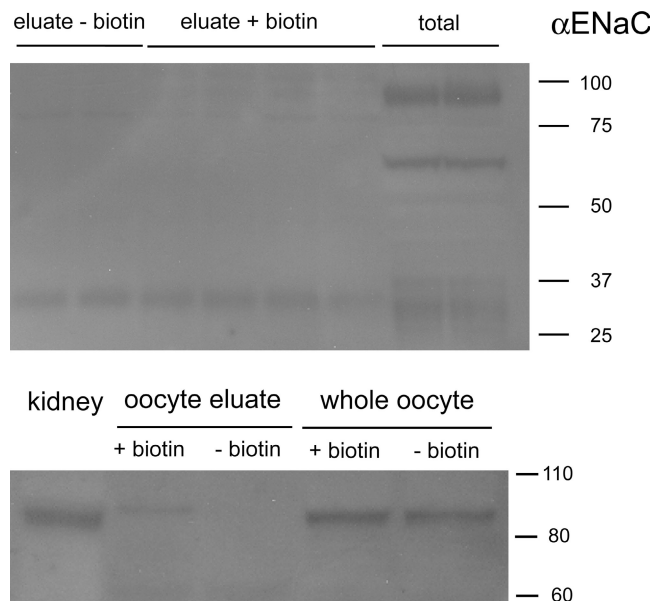 eluate - biotin eluate + biotin total αENaC
100
75
50
37
25
kidney oocyte eluate whole oocyte
+ biotin - biotin + biotin - biotin
110
80
60